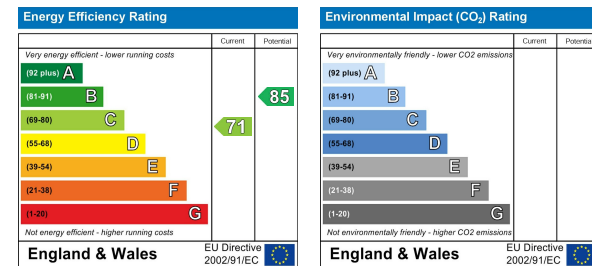 Energy Efficiency Rating
Current Potential
Very energy efficient - lower running costs
(92 plus) A
(81-91) B
85
(69-80) C
71
(55-68) D
(39-54) E
(21-38) F
(1-20) G
Not energy efficient - higher running costs
England & Wales
EU Directive
2002/91/EC
Environmental Impact (CO₂) Rating
Current Potential
Very environmentally friendly - lower CO2 emissions
(92 plus) A
(81-91) B
(69-80) C
(55-68) D
(39-54) E
(21-38) F
(1-20) G
Not environmentally friendly - higher CO2 emissions
England & Wales
EU Directive
2002/91/EC